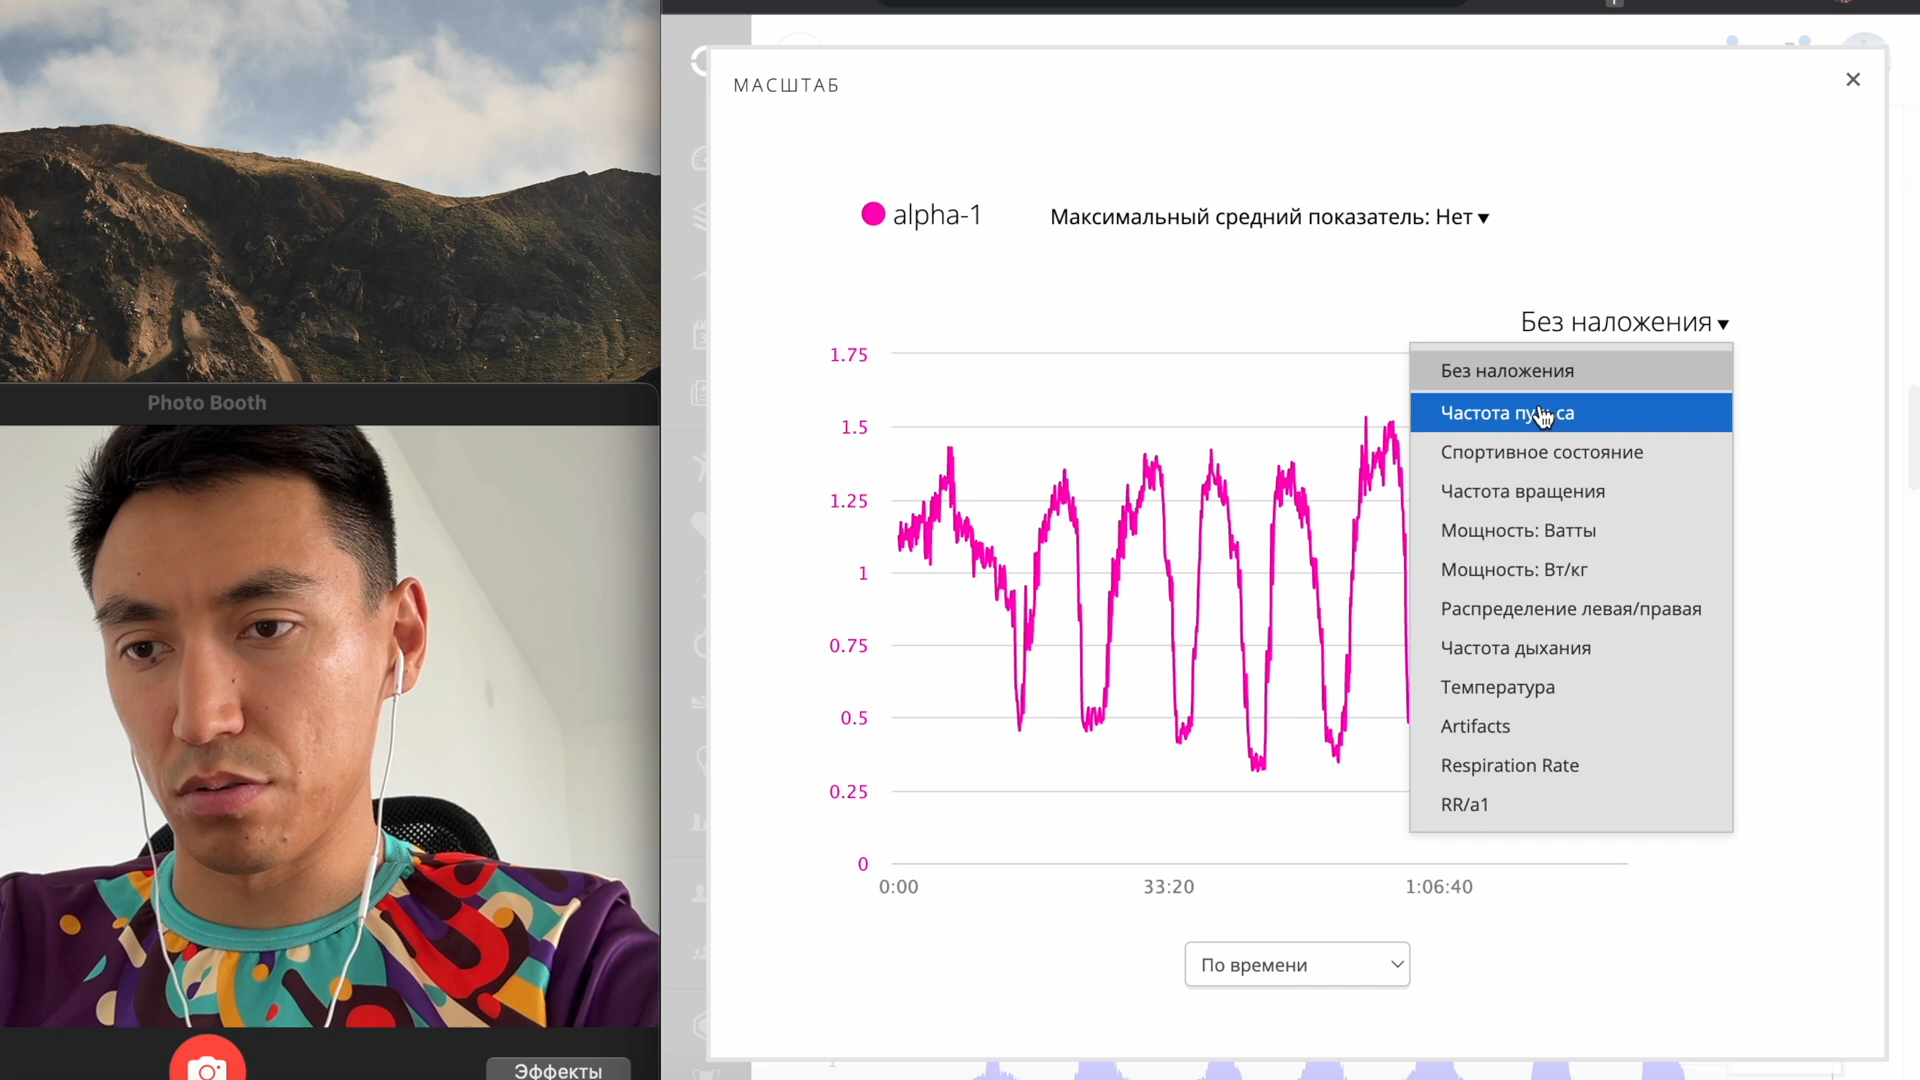 МАСШТАБ
×
alpha-1
Максимальный средний показатель: Нет ▾
Без наложения ▾
Без наложения
Частота пульса
Спортивное состояние
Частота вращения
Мощность: Ватты
Мощность: Вт/кг
Распределение левая/правая
Частота дыхания
Температура
Artifacts
Respiration Rate
RR/a1
1.75
1.5
1.25
1
0.75
0.5
0.25
0
0:00
33:20
1:06:40
По времени
Photo Booth
Эффекты